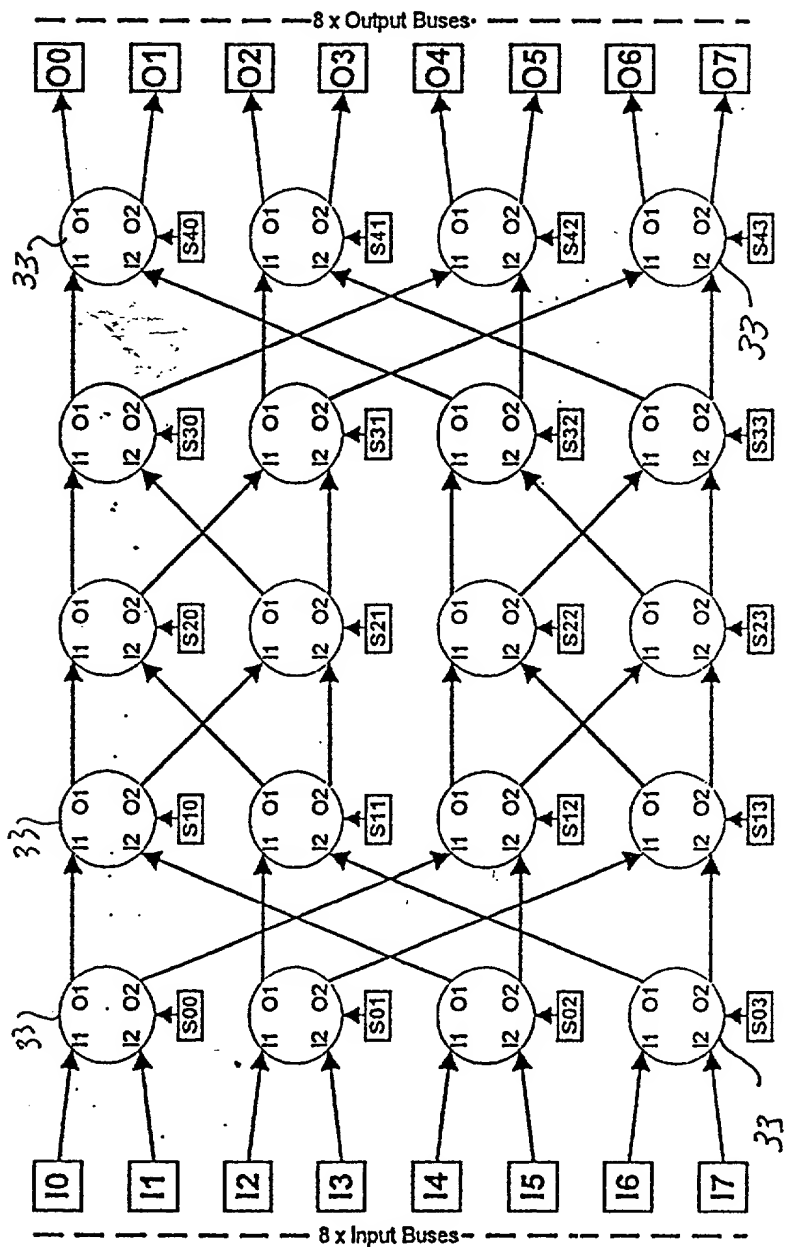 8 x Output Buses
O0
O1
O2
O3
O4
O5
O6
O7
33
I1 O1
I2 O2
S40
I1 O1
I2 O2
S41
I1 O1
I2 O2
S42
I1 O1
I2 O2
S43
33
I1 O1
I2 O2
S30
I1 O1
I2 O2
S31
I1 O1
I2 O2
S32
I1 O1
I2 O2
S33
I1 O1
I2 O2
S20
I1 O1
I2 O2
S21
I1 O1
I2 O2
S22
I1 O1
I2 O2
S23
33
I1 O1
I2 O2
S10
I1 O1
I2 O2
S11
I1 O1
I2 O2
S12
I1 O1
I2 O2
S13
33
I1 O1
I2 O2
S00
I1 O1
I2 O2
S01
I1 O1
I2 O2
S02
I1 O1
I2 O2
S03
33
I0
I1
I2
I3
I4
I5
I6
I7
8 x Input Buses